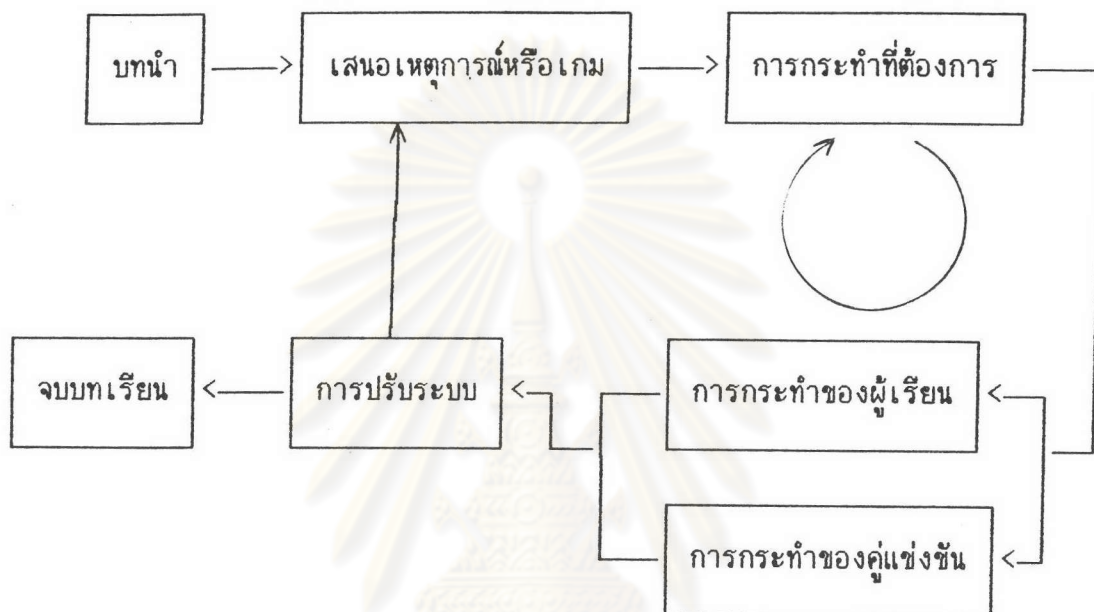 บทนำ
เสนอเหตุการณ์หรือเกม
การกระทำที่ต้องการ
จบบทเรียน
การปรับระบบ
การกระทำของผู้เรียน
การกระทำของคู่แข่งขัน